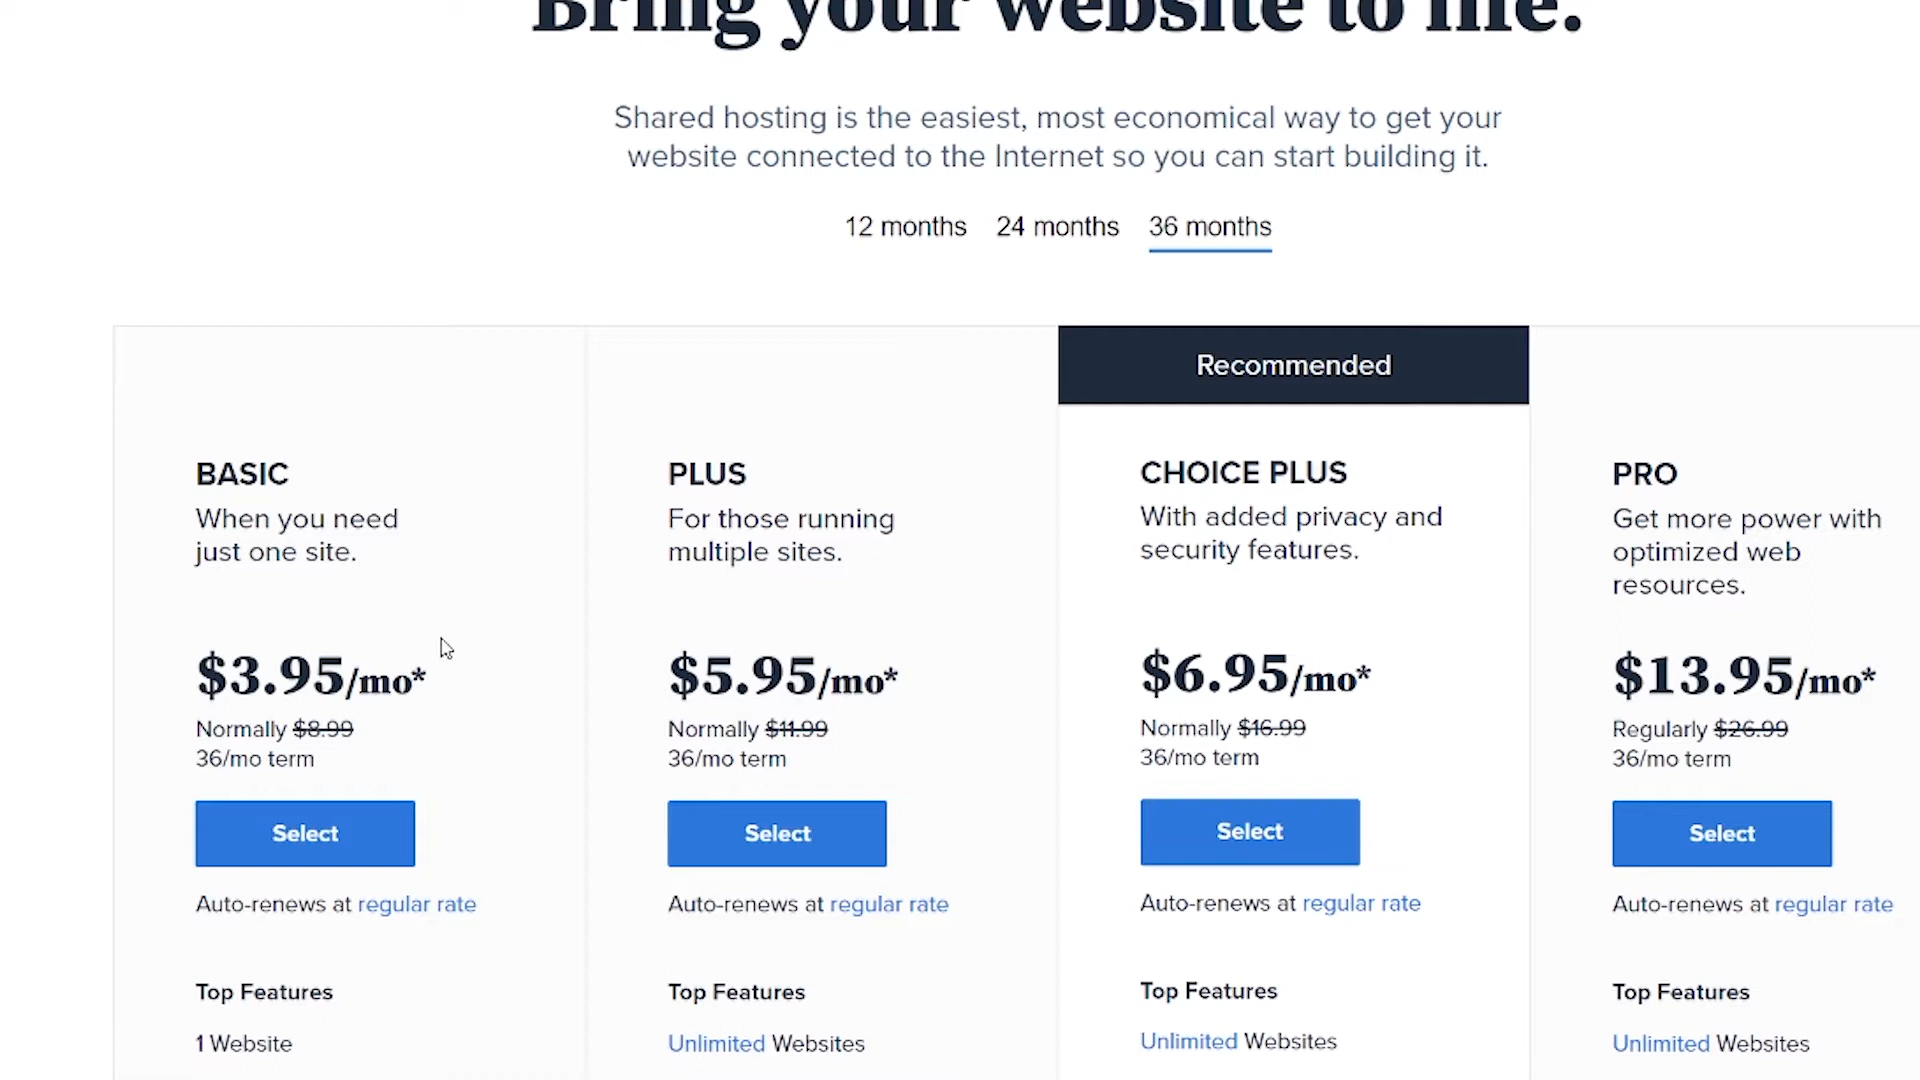 Bring your website to life.
Shared hosting is the easiest, most economical way to get your
website connected to the Internet so you can start building it.
12 months 24 months 36 months
Recommended
BASIC
When you need
just one site.
$3.95/mo*
Normally $8.99
36/mo term
Select
Auto-renews at regular rate
Top Features
1 Website
PLUS
For those running
multiple sites.
$5.95/mo*
Normally $11.99
36/mo term
Select
Auto-renews at regular rate
Top Features
Unlimited Websites
CHOICE PLUS
With added privacy and
security features.
$6.95/mo*
Normally $16.99
36/mo term
Select
Auto-renews at regular rate
Top Features
Unlimited Websites
PRO
Get more power with
optimized web
resources.
$13.95/mo*
Regularly $26.99
36/mo term
Select
Auto-renews at regular rate
Top Features
Unlimited Websites